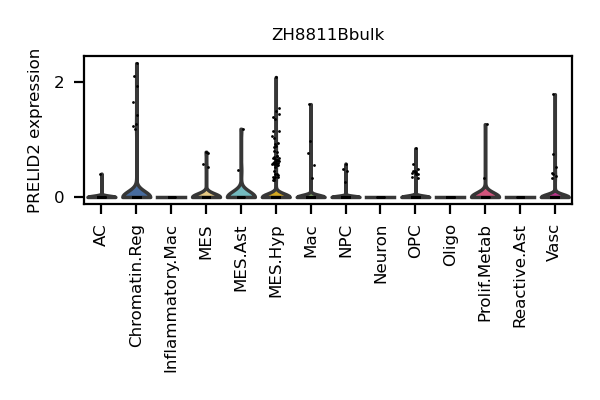 ZH8811Bbulk
PRELID2 expression
2
0
AC
Chromatin.Reg
Inflammatory.Mac
MES
MES.Ast
MES.Hyp
Mac
NPC
Neuron
OPC
Oligo
Prolif.Metab
Reactive.Ast
Vasc